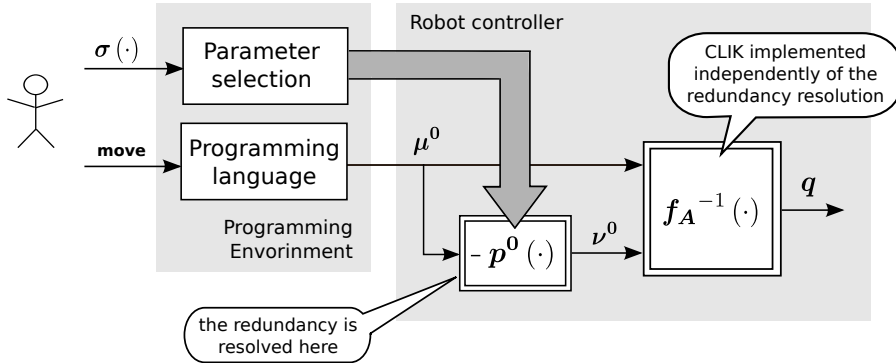 Robot controller
σ (·)
Parameter
selection
CLIK implemented
independently of the
redundancy resolution
move
Programming
language
μ⁰
f_A⁻¹ (·)
q
Programming
Envorinment
- p⁰ (·)
ν⁰
the redundancy is
resolved here